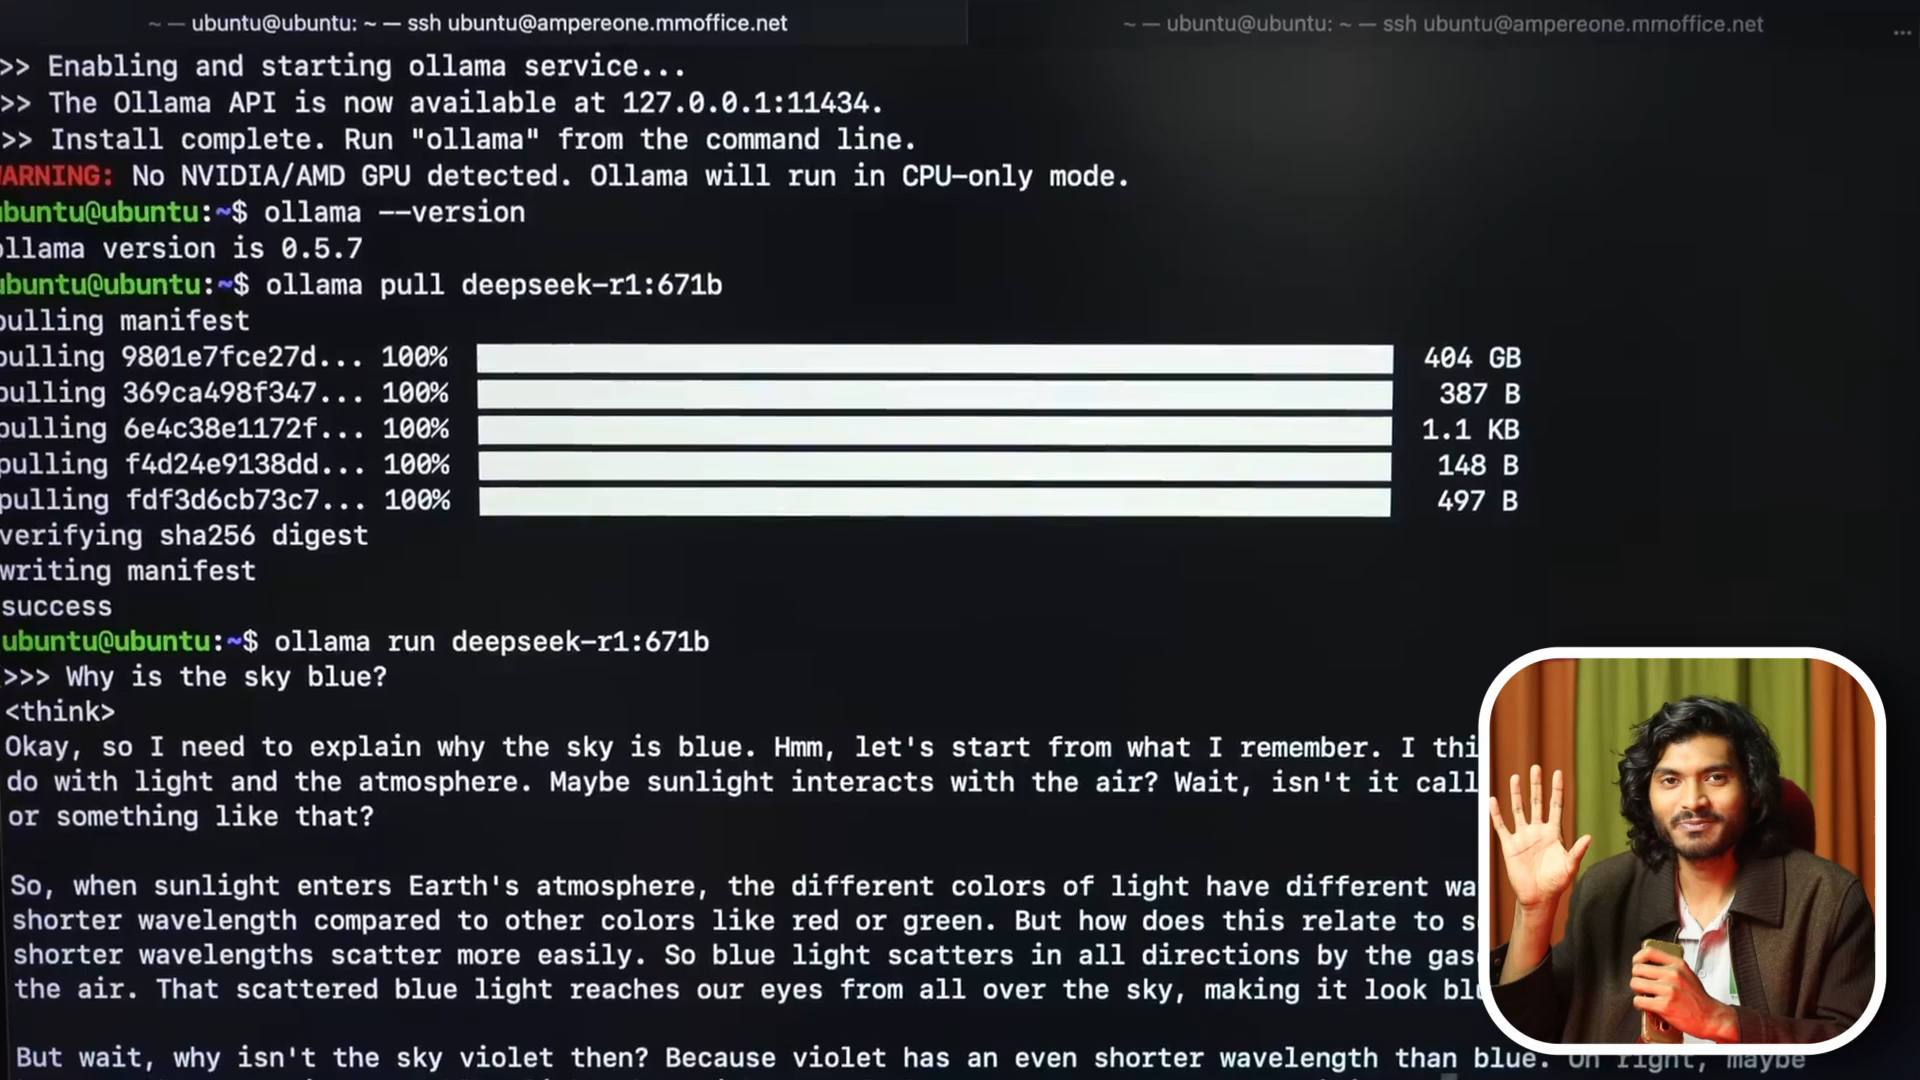 ~ — ubuntu@ubuntu: ~ — ssh ubuntu@ampereone.mmoffice.net
~ — ubuntu@ubuntu: ~ — ssh ubuntu@ampereone.mmoffice.net ...
>> Enabling and starting ollama service...
>> The Ollama API is now available at 127.0.0.1:11434.
>> Install complete. Run "ollama" from the command line.
WARNING: No NVIDIA/AMD GPU detected. Ollama will run in CPU-only mode.
ubuntu@ubuntu:~$ ollama --version
ollama version is 0.5.7
ubuntu@ubuntu:~$ ollama pull deepseek-r1:671b
pulling manifest
pulling 9801e7fce27d... 100% 404 GB
pulling 369ca498f347... 100% 387 B
pulling 6e4c38e1172f... 100% 1.1 KB
pulling f4d24e9138dd... 100% 148 B
pulling fdf3d6cb73c7... 100% 497 B
verifying sha256 digest
writing manifest
success
ubuntu@ubuntu:~$ ollama run deepseek-r1:671b
>>> Why is the sky blue?
<think>
Okay, so I need to explain why the sky is blue. Hmm, let's start from what I remember. I thi
do with light and the atmosphere. Maybe sunlight interacts with the air? Wait, isn't it call
or something like that?
So, when sunlight enters Earth's atmosphere, the different colors of light have different wa
shorter wavelength compared to other colors like red or green. But how does this relate to s
shorter wavelengths scatter more easily. So blue light scatters in all directions by the gas
the air. That scattered blue light reaches our eyes from all over the sky, making it look bl
But wait, why isn't the sky violet then? Because violet has an even shorter wavelength than blue. Oh right, maybe